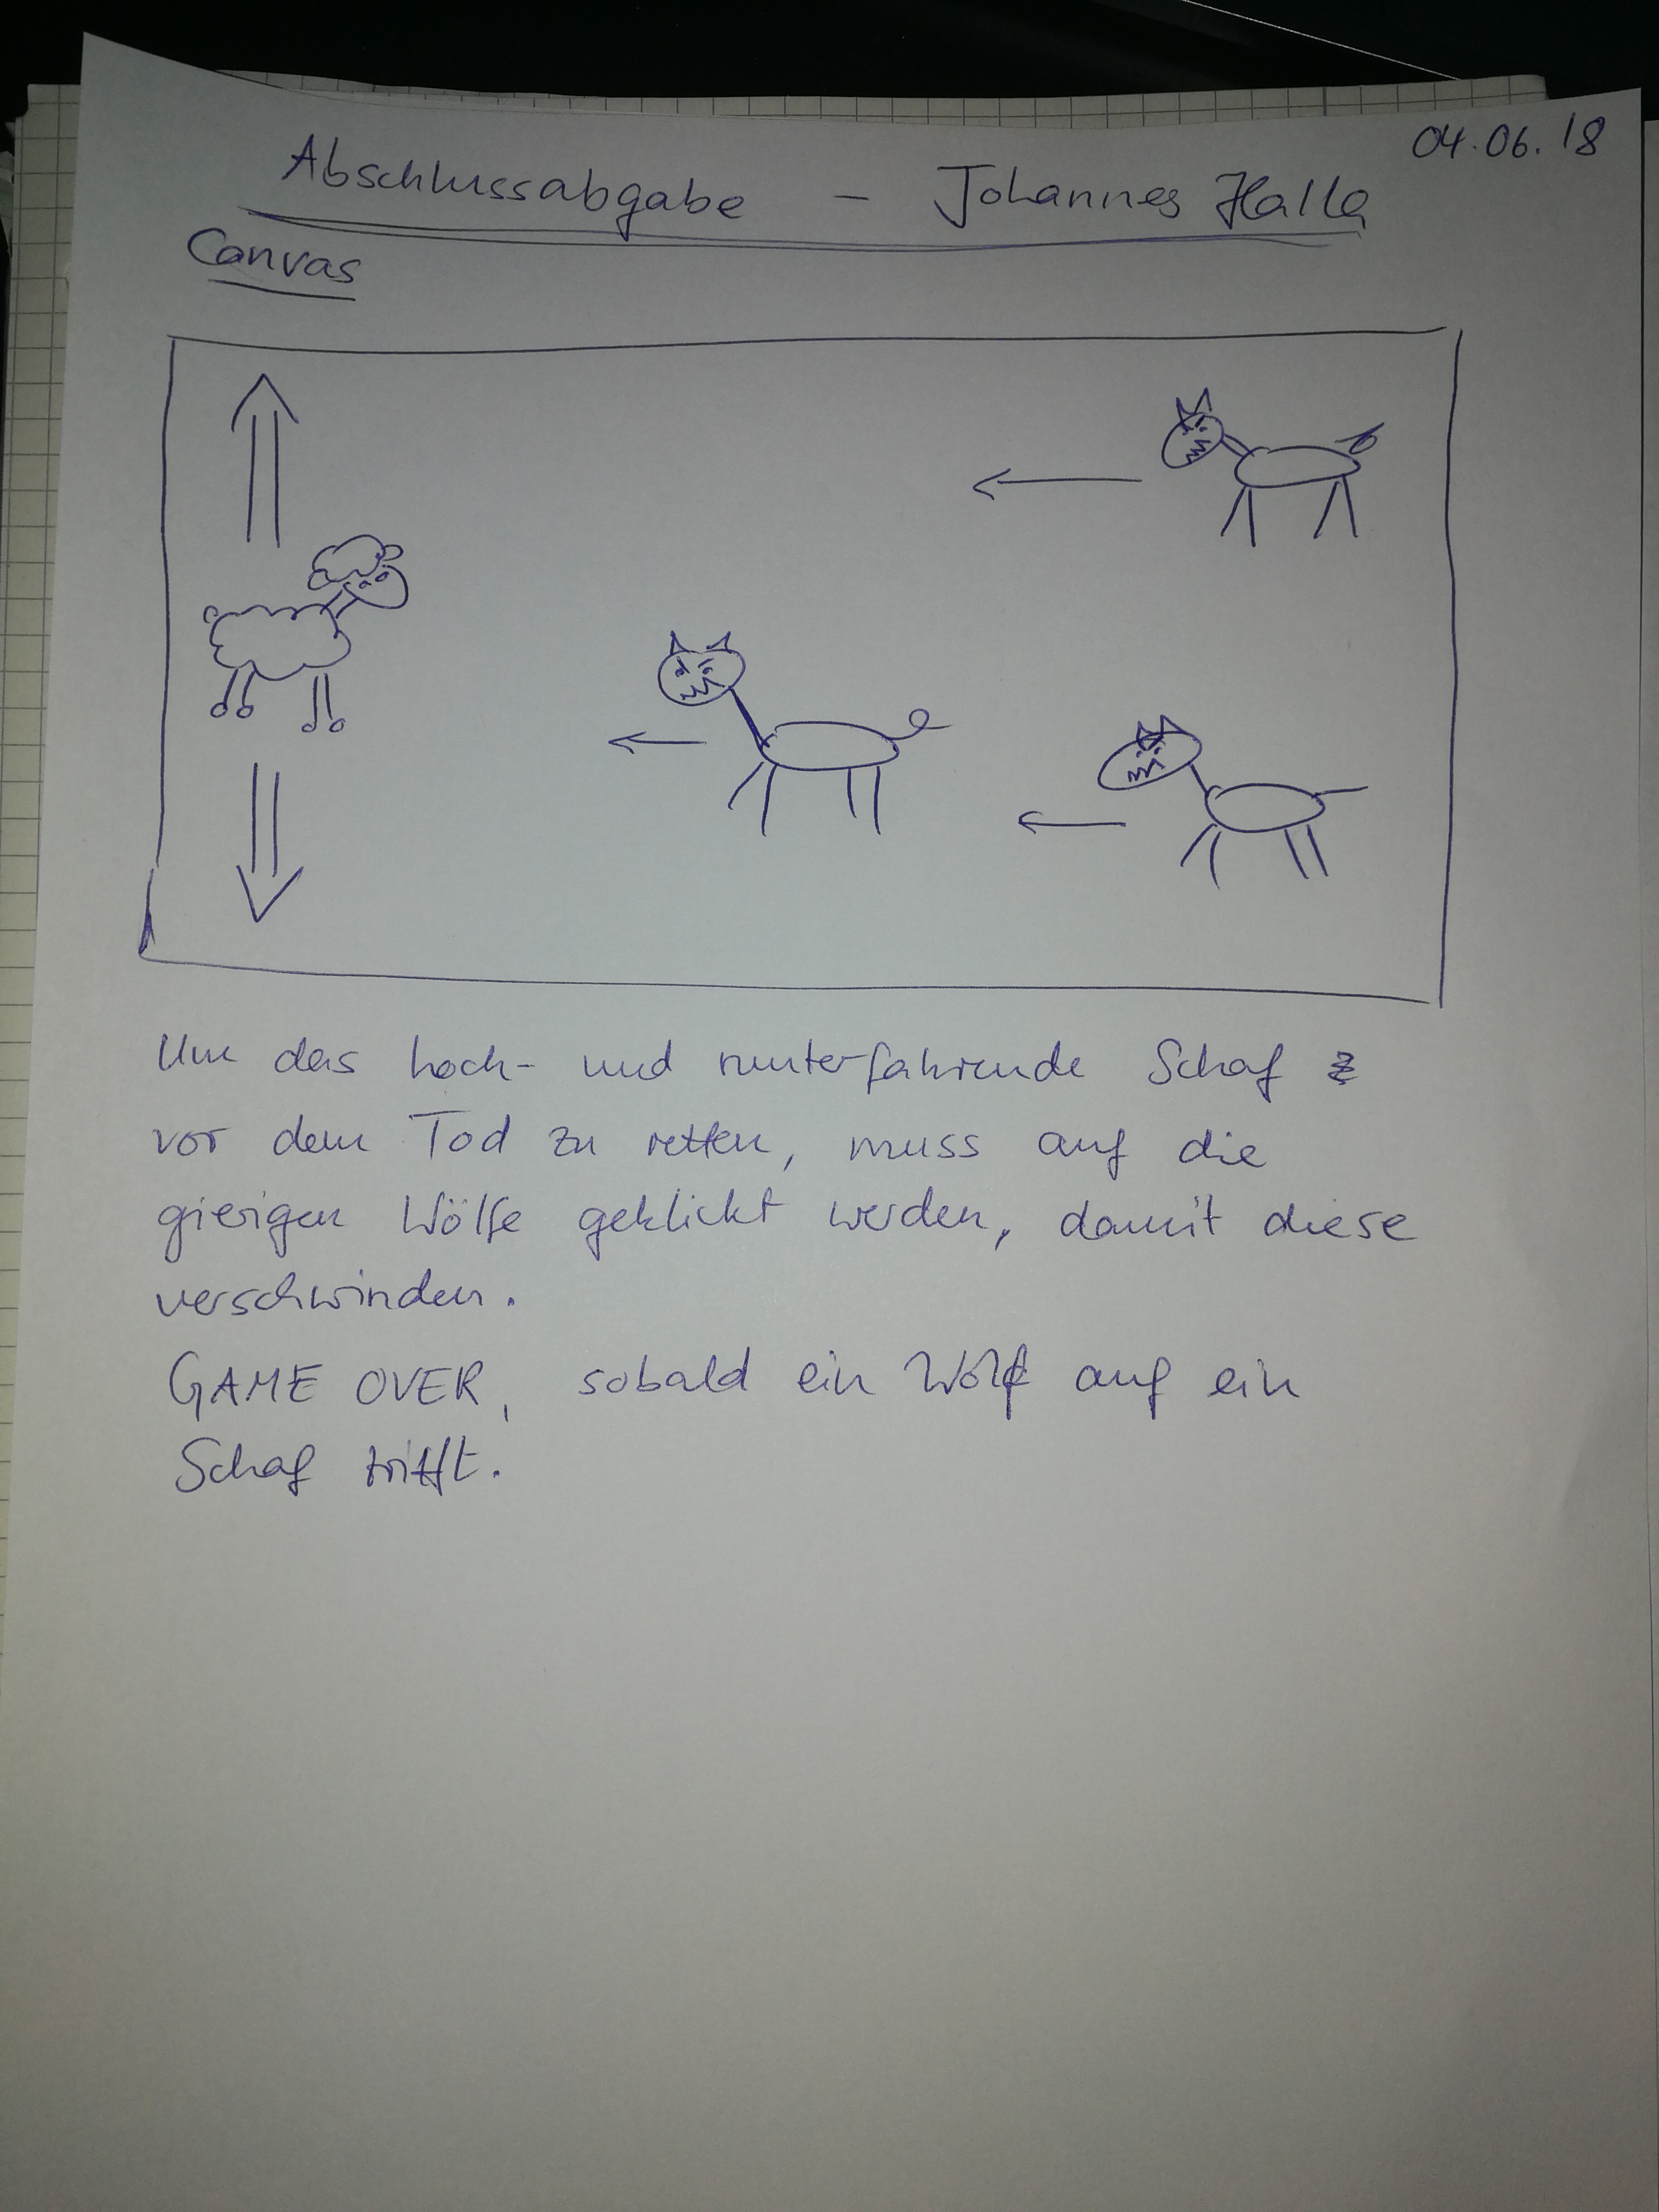 04.06.18
Abschlussabgabe - Johannes Halla
Canvas
Um das hoch- und runterfahrende Schaf
vor dem Tod zu retten, muss auf die
gierigen Wölfe geklickt werden, damit diese
verschwinden.
GAME OVER, sobald ein Wolf auf ein
Schaf trifft.